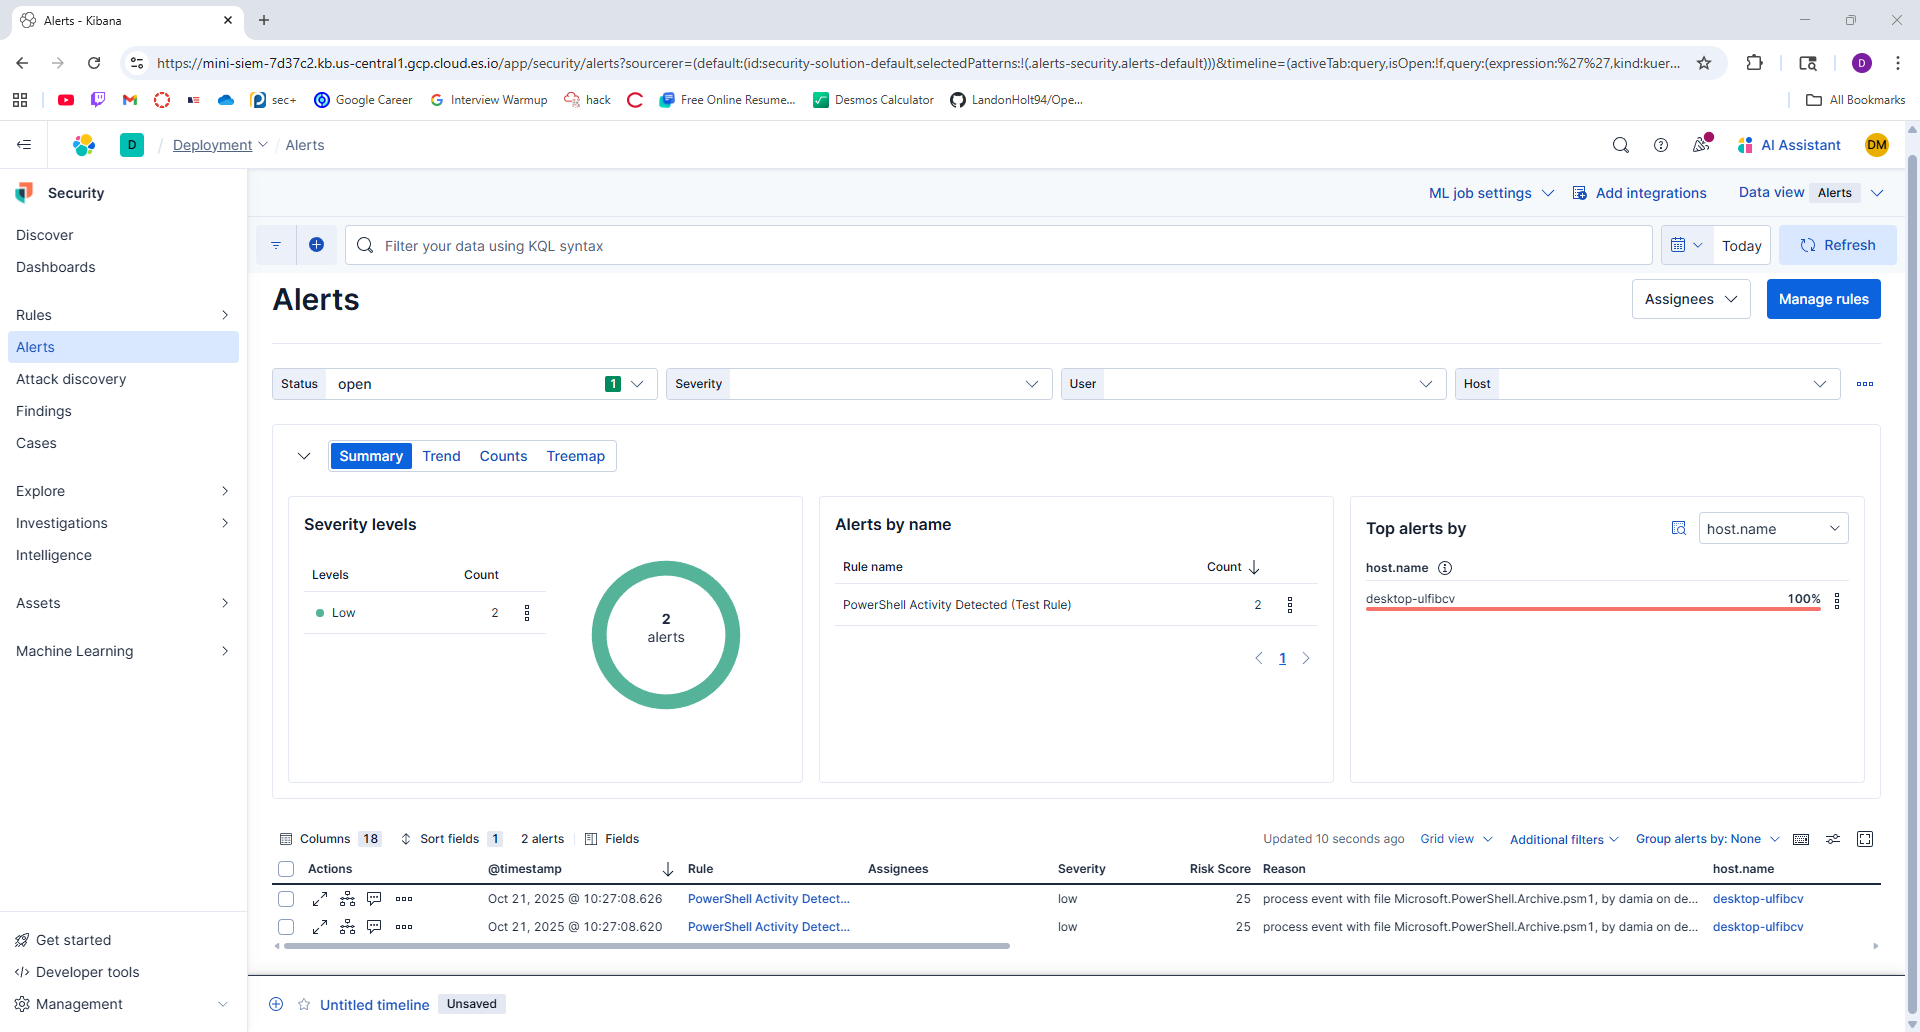 Alerts - Kibana
https://mini-siem-7d37c2.kb.us-central1.gcp.cloud.es.io/app/security/alerts?sourcerer=(default:(id:security-solution-default,selectedPatterns:!(.alerts-security.alerts-default)))&timeline=(activeTab:query,isOpen:!f,query:(expression:%27%27,kind:kuer...
D
sec+
Google Career
Interview Warmup
hack
Free Online Resume...
Desmos Calculator
LandonHolt94/Ope...
All Bookmarks
D / Deployment / Alerts
AI Assistant
DM
Security
ML job settings
Add integrations
Data view Alerts
Discover
Dashboards
Rules
Alerts
Attack discovery
Findings
Cases
Explore
Investigations
Intelligence
Assets
Machine Learning
Get started
Developer tools
Management
Filter your data using KQL syntax
Today
Refresh
Alerts
Assignees
Manage rules
Status open 1
Severity
User
Host
Summary Trend Counts Treemap
Severity levels
Levels Count
Low 2
2
alerts
Alerts by name
Rule name Count
PowerShell Activity Detected (Test Rule) 2
1
Top alerts by
host.name
host.name
desktop-ulfibcv 100%
Columns 18 Sort fields 1 2 alerts Fields
Updated 10 seconds ago Grid view Additional filters Group alerts by: None
Actions @timestamp Rule Assignees Severity Risk Score Reason host.name
Oct 21, 2025 @ 10:27:08.626 PowerShell Activity Detect... low 25 process event with file Microsoft.PowerShell.Archive.psm1, by damia on de... desktop-ulfibcv
Oct 21, 2025 @ 10:27:08.620 PowerShell Activity Detect... low 25 process event with file Microsoft.PowerShell.Archive.psm1, by damia on de... desktop-ulfibcv
Untitled timeline Unsaved